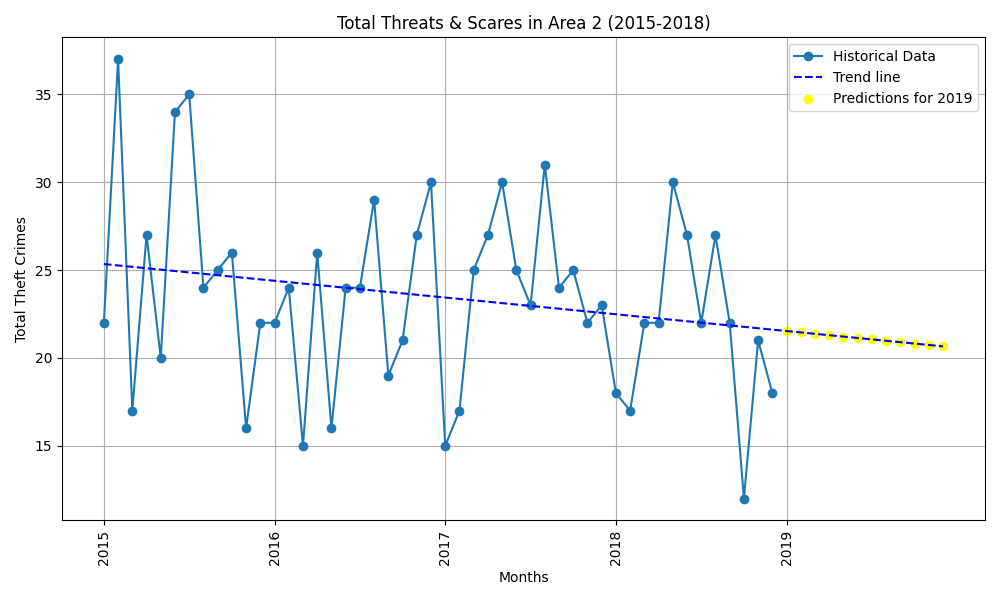 Total Threats & Scares in Area 2 (2015-2018)
Historical Data
Trend line
Predictions for 2019
Total Theft Crimes
35
30
25
20
15
2015
2016
2017
2018
2019
Months